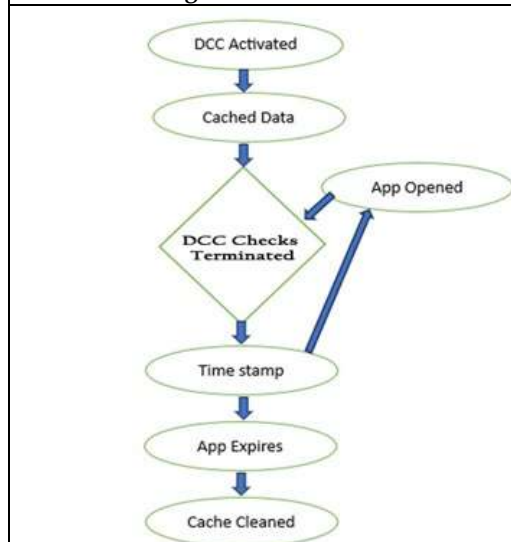 DCC Activated
Cached Data
App Opened
DCC Checks
Terminated
Time stamp
App Expires
Cache Cleaned